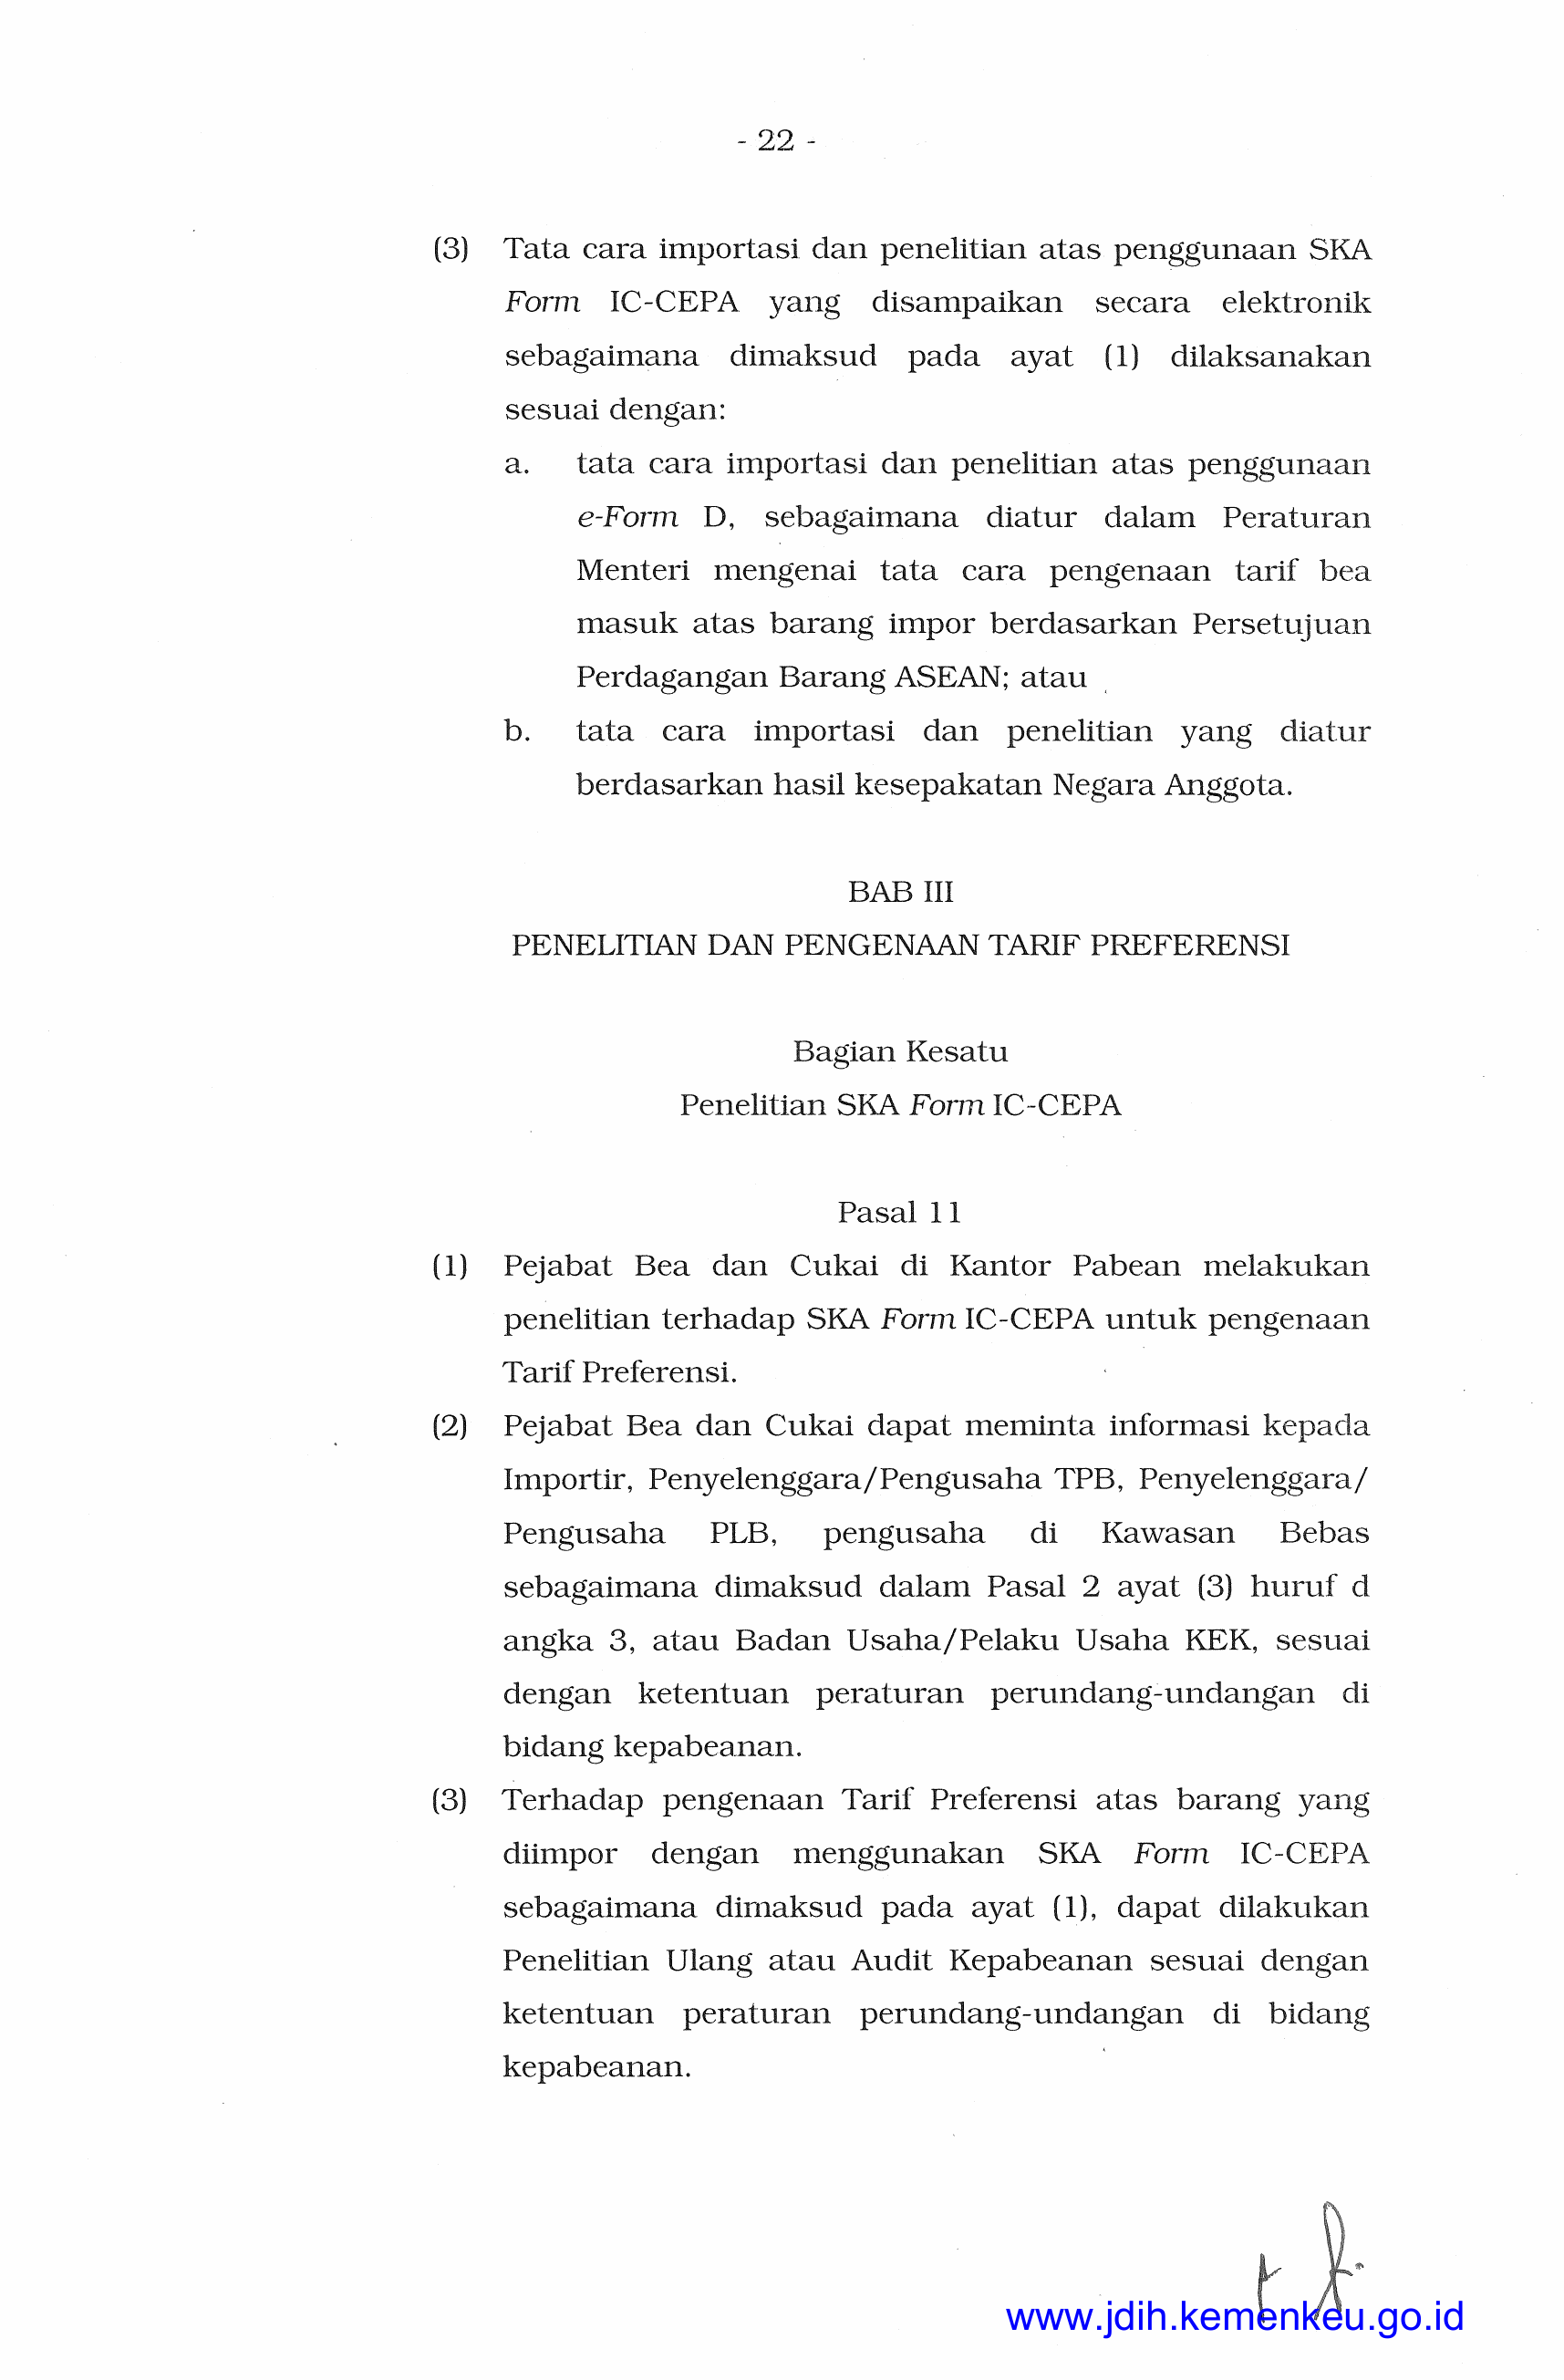 - 22 -
(3) Tata cara importasi dan penelitian atas penggunaan SKA
Form IC-CEPA yang disampaikan secara elektronik
sebagaimana dimaksud pada ayat (1) dilaksanakan
sesuai dengan:
a. tata cara importasi dan penelitian atas penggunaan
e-Form D, sebagaimana diatur dalam Peraturan
Menteri mengenai tata cara pengenaan tarif bea
masuk atas barang impor berdasarkan Persetujuan
Perdagangan Barang ASEAN; atau
b. tata cara importasi dan penelitian yang diatur
berdasarkan hasil kesepakatan Negara Anggota.
BAB III
PENELITIAN DAN PENGENAAN TARIF PREFERENSI
Bagian Kesatu
Penelitian SKA Form IC-CEPA
Pasal 11
(1) Pejabat Bea dan Cukai di Kantor Pabean melakukan
penelitian terhadap SKA Form IC-CEPA untuk pengenaan
Tarif Preferensi.
(2) Pejabat Bea dan Cukai dapat meminta informasi kepada
Importir, Penyelenggara/Pengusaha TPB, Penyelenggara/
Pengusaha PLB, pengusaha di Kawasan Bebas
sebagaimana dimaksud dalam Pasal 2 ayat (3) huruf d
angka 3, atau Badan Usaha/Pelaku Usaha KEK, sesuai
dengan ketentuan peraturan perundang-undangan di
bidang kepabeanan.
(3) Terhadap pengenaan Tarif Preferensi atas barang yang
diimpor dengan menggunakan SKA Form IC-CEPA
sebagaimana dimaksud pada ayat (1), dapat dilakukan
Penelitian Ulang atau Audit Kepabeanan sesuai dengan
ketentuan peraturan perundang-undangan di bidang
kepabeanan.
www.jdih.kemenkeu.go.id